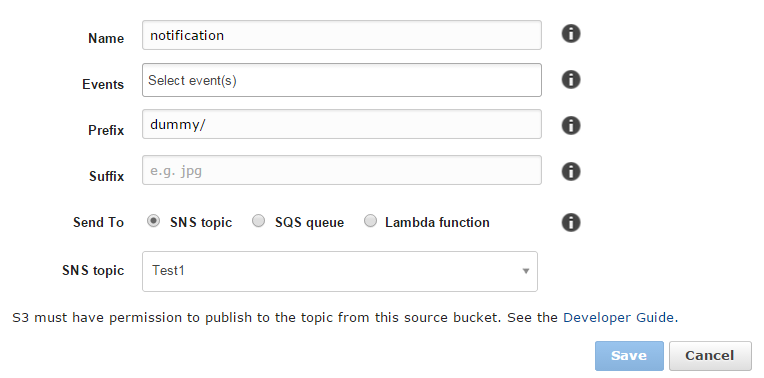 Name notification
Events Select event(s)
Prefix dummy/
Suffix e.g. jpg
Send To SNS topic SQS queue Lambda function
SNS topic Test1
S3 must have permission to publish to the topic from this source bucket. See the Developer Guide.
Save Cancel